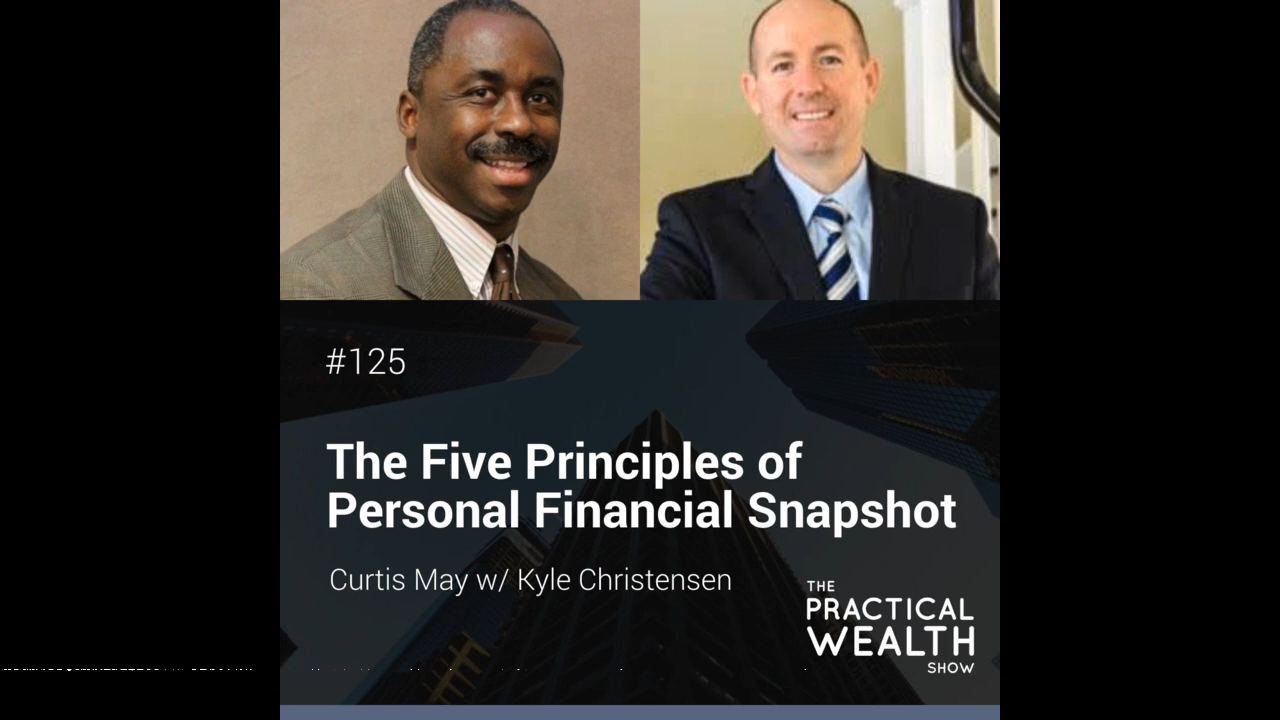 #125
The Five Principles of
Personal Financial Snapshot
Curtis May w/ Kyle Christensen
THE
PRACTICAL
WEALTH
SHOW